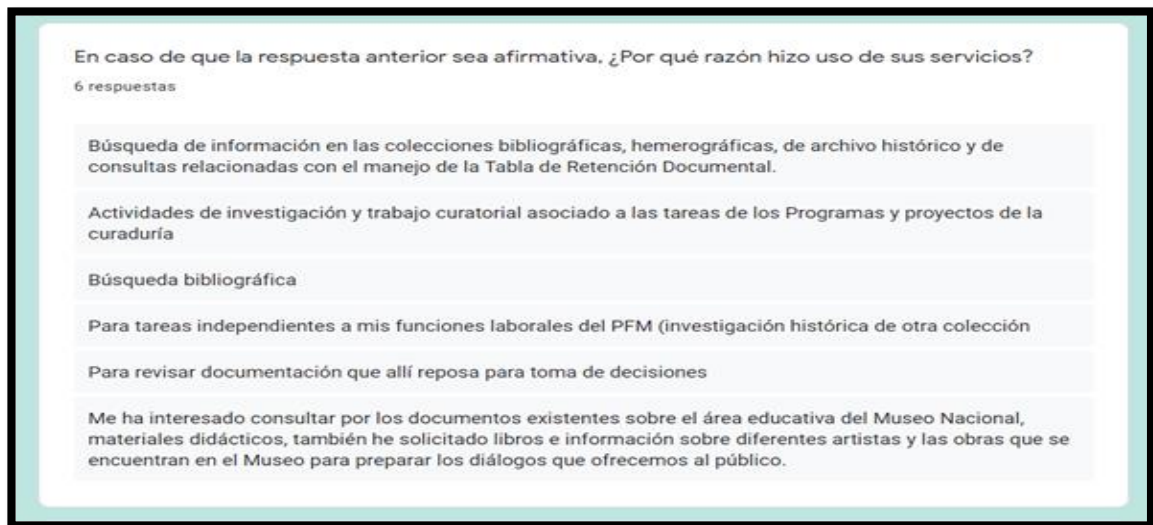 En caso de que la respuesta anterior sea afirmativa, ¿Por qué razón hizo uso de sus servicios?
6 respuestas
Búsqueda de información en las colecciones bibliográficas, hemerográficas, de archivo histórico y de
consultas relacionadas con el manejo de la Tabla de Retención Documental.
Actividades de investigación y trabajo curatorial asociado a las tareas de los Programas y proyectos de la
curaduría
Búsqueda bibliográfica
Para tareas independientes a mis funciones laborales del PFM (investigación histórica de otra colección
Para revisar documentación que allí reposa para toma de decisiones
Me ha interesado consultar por los documentos existentes sobre el área educativa del Museo Nacional,
materiales didácticos, también he solicitado libros e información sobre diferentes artistas y las obras que se
encuentran en el Museo para preparar los diálogos que ofrecemos al público.